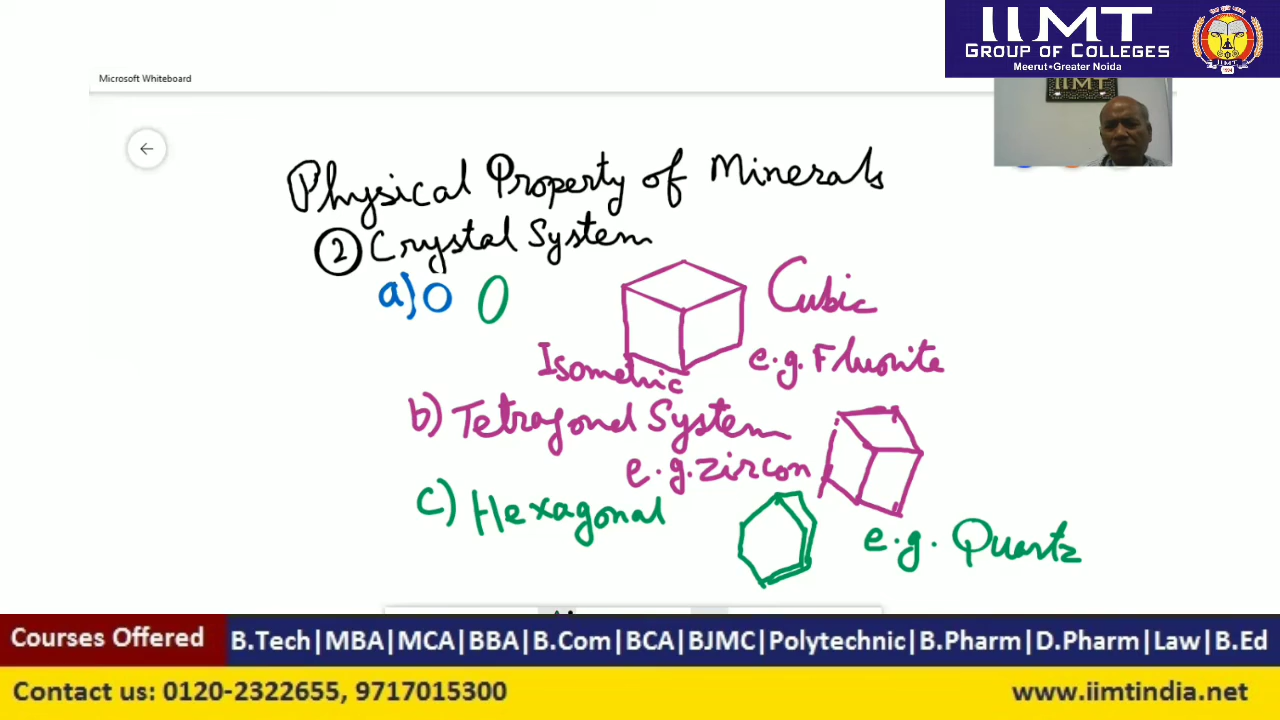 IIMT
GROUP OF COLLEGES
Meerut•Greater Noida
IIMT
Microsoft Whiteboard
Physical Property of Minerals
2 Crystal System
a) O O
Cubic
Isometric
e.g. Fluorite
b) Tetragonal System
e.g. Zircon
c) Hexagonal
e.g. Quartz
Courses Offered B.Tech|MBA|MCA|BBA|B.Com|BCA|BJMC|Polytechnic|B.Pharm|D.Pharm|Law|B.Ed
Contact us: 0120-2322655, 9717015300 www.iimtindia.net